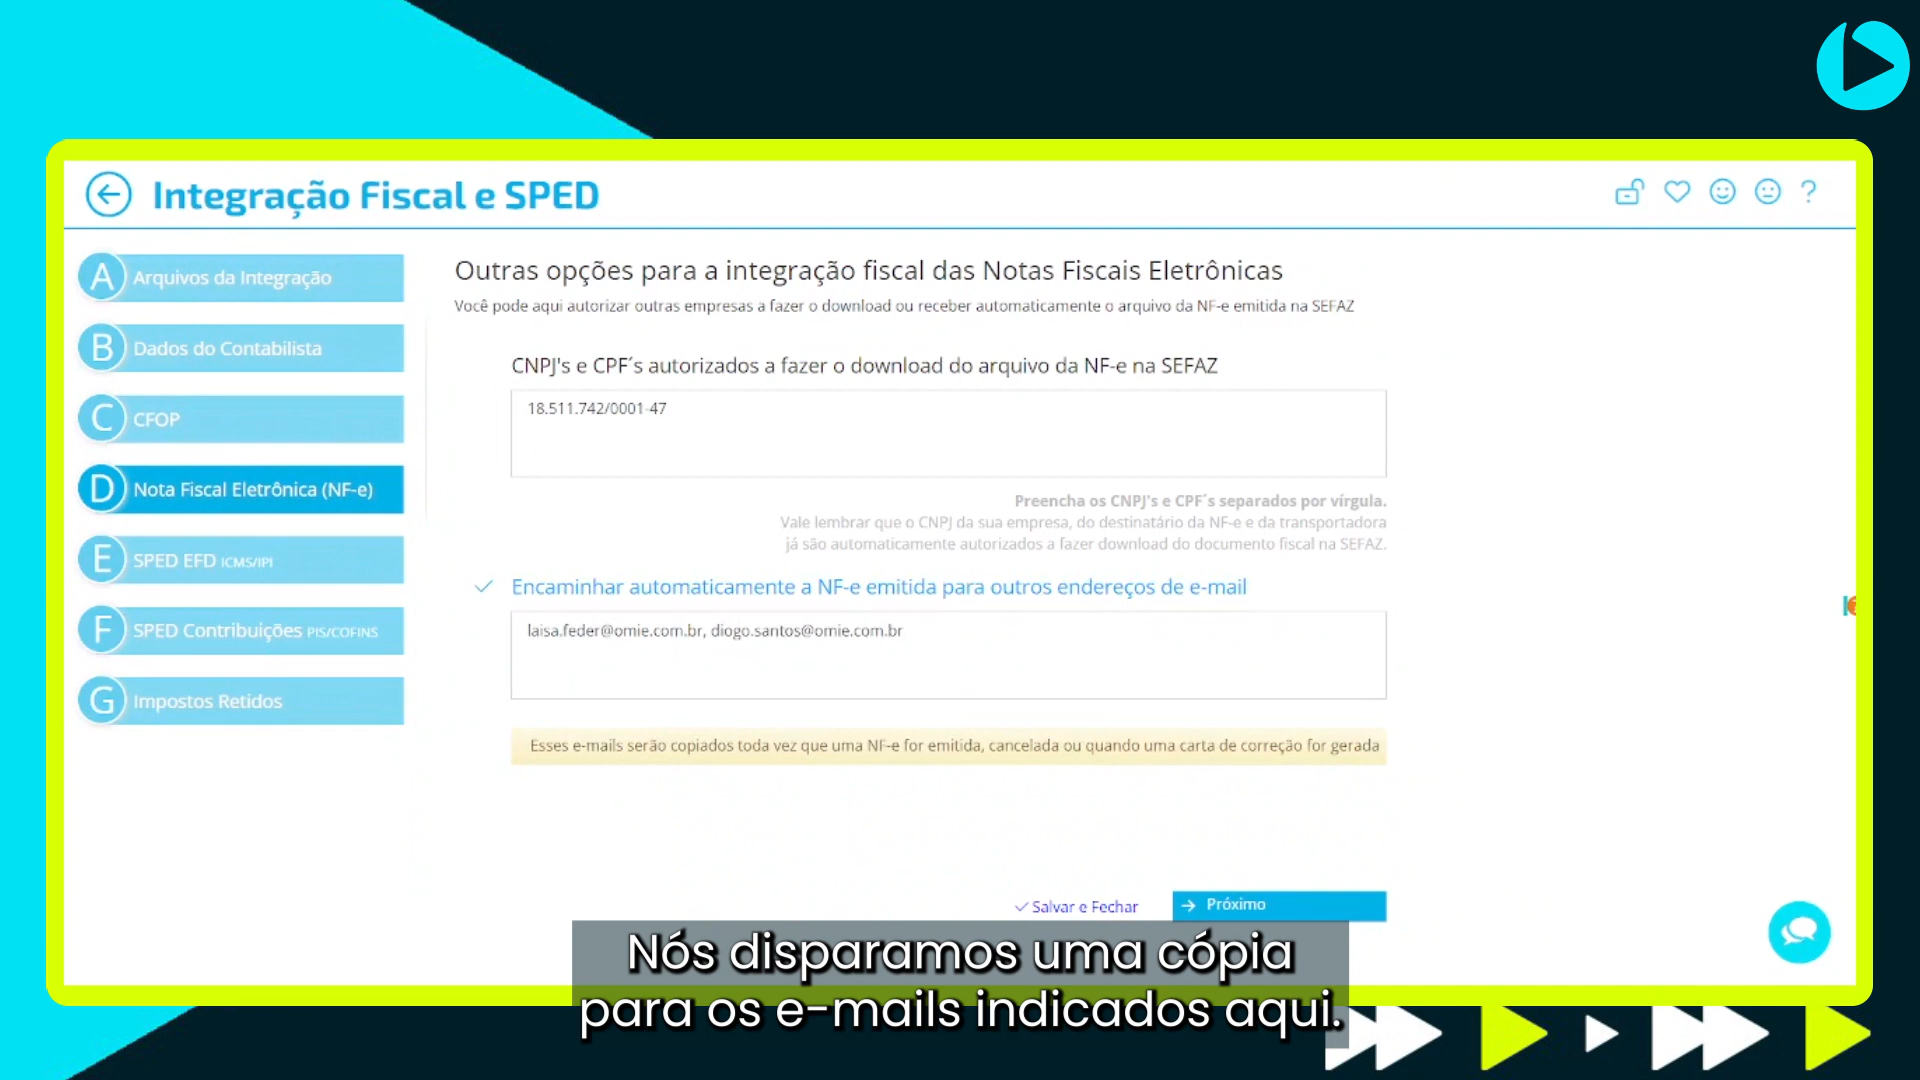 Integração Fiscal e SPED
?
A Arquivos da Integração
B Dados do Contabilista
C CFOP
D Nota Fiscal Eletrônica (NF-e)
E SPED EFD ICMS/IPI
F SPED Contribuições PIS/COFINS
G Impostos Retidos
Outras opções para a integração fiscal das Notas Fiscais Eletrônicas
Você pode aqui autorizar outras empresas a fazer o download ou receber automaticamente o arquivo da NF-e emitida na SEFAZ
CNPJ's e CPF´s autorizados a fazer o download do arquivo da NF-e na SEFAZ
18.511.742/0001-47
Preencha os CNPJ's e CPF´s separados por vírgula.
Vale lembrar que o CNPJ da sua empresa, do destinatário da NF-e e da transportadora
já são automaticamente autorizados a fazer download do documento fiscal na SEFAZ.
Encaminhar automaticamente a NF-e emitida para outros endereços de e-mail
laisa.feder@omie.com.br, diogo.santos@omie.com.br
Esses e-mails serão copiados toda vez que uma NF-e for emitida, cancelada ou quando uma carta de correção for gerada
Salvar e Fechar
Próximo
Nós disparamos uma cópia
para os e-mails indicados aqui.